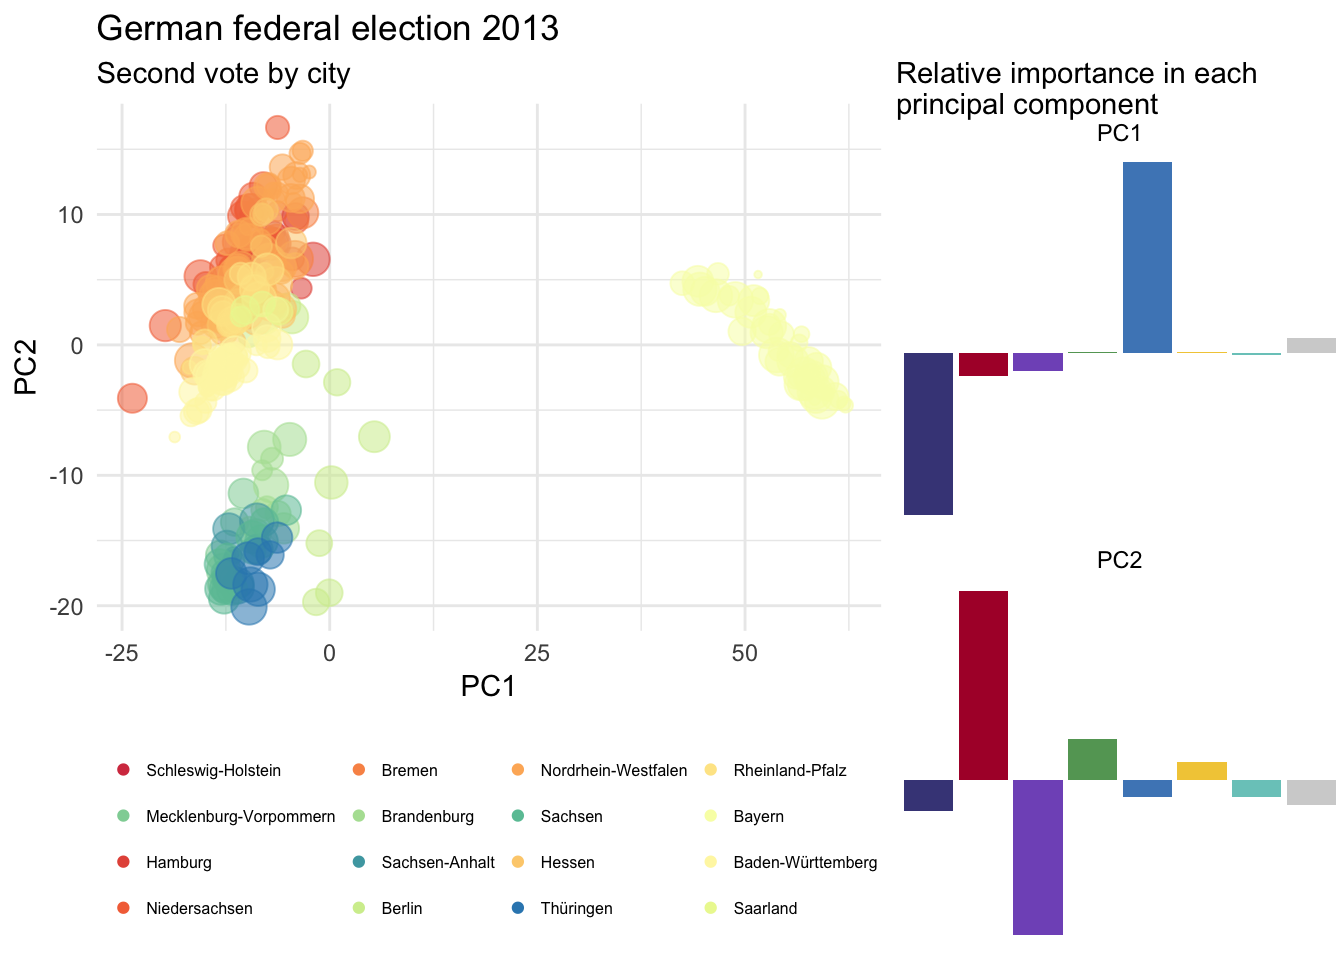 German federal election 2013
Second vote by city
Relative importance in each
principal component
PC1
10
0
-10
-20
PC2
-25
0
25
50
PC1
PC2
Schleswig-Holstein
Bremen
Nordrhein-Westfalen
Rheinland-Pfalz
Mecklenburg-Vorpommern
Brandenburg
Sachsen
Bayern
Hamburg
Sachsen-Anhalt
Hessen
Baden-Württemberg
Niedersachsen
Berlin
Thüringen
Saarland